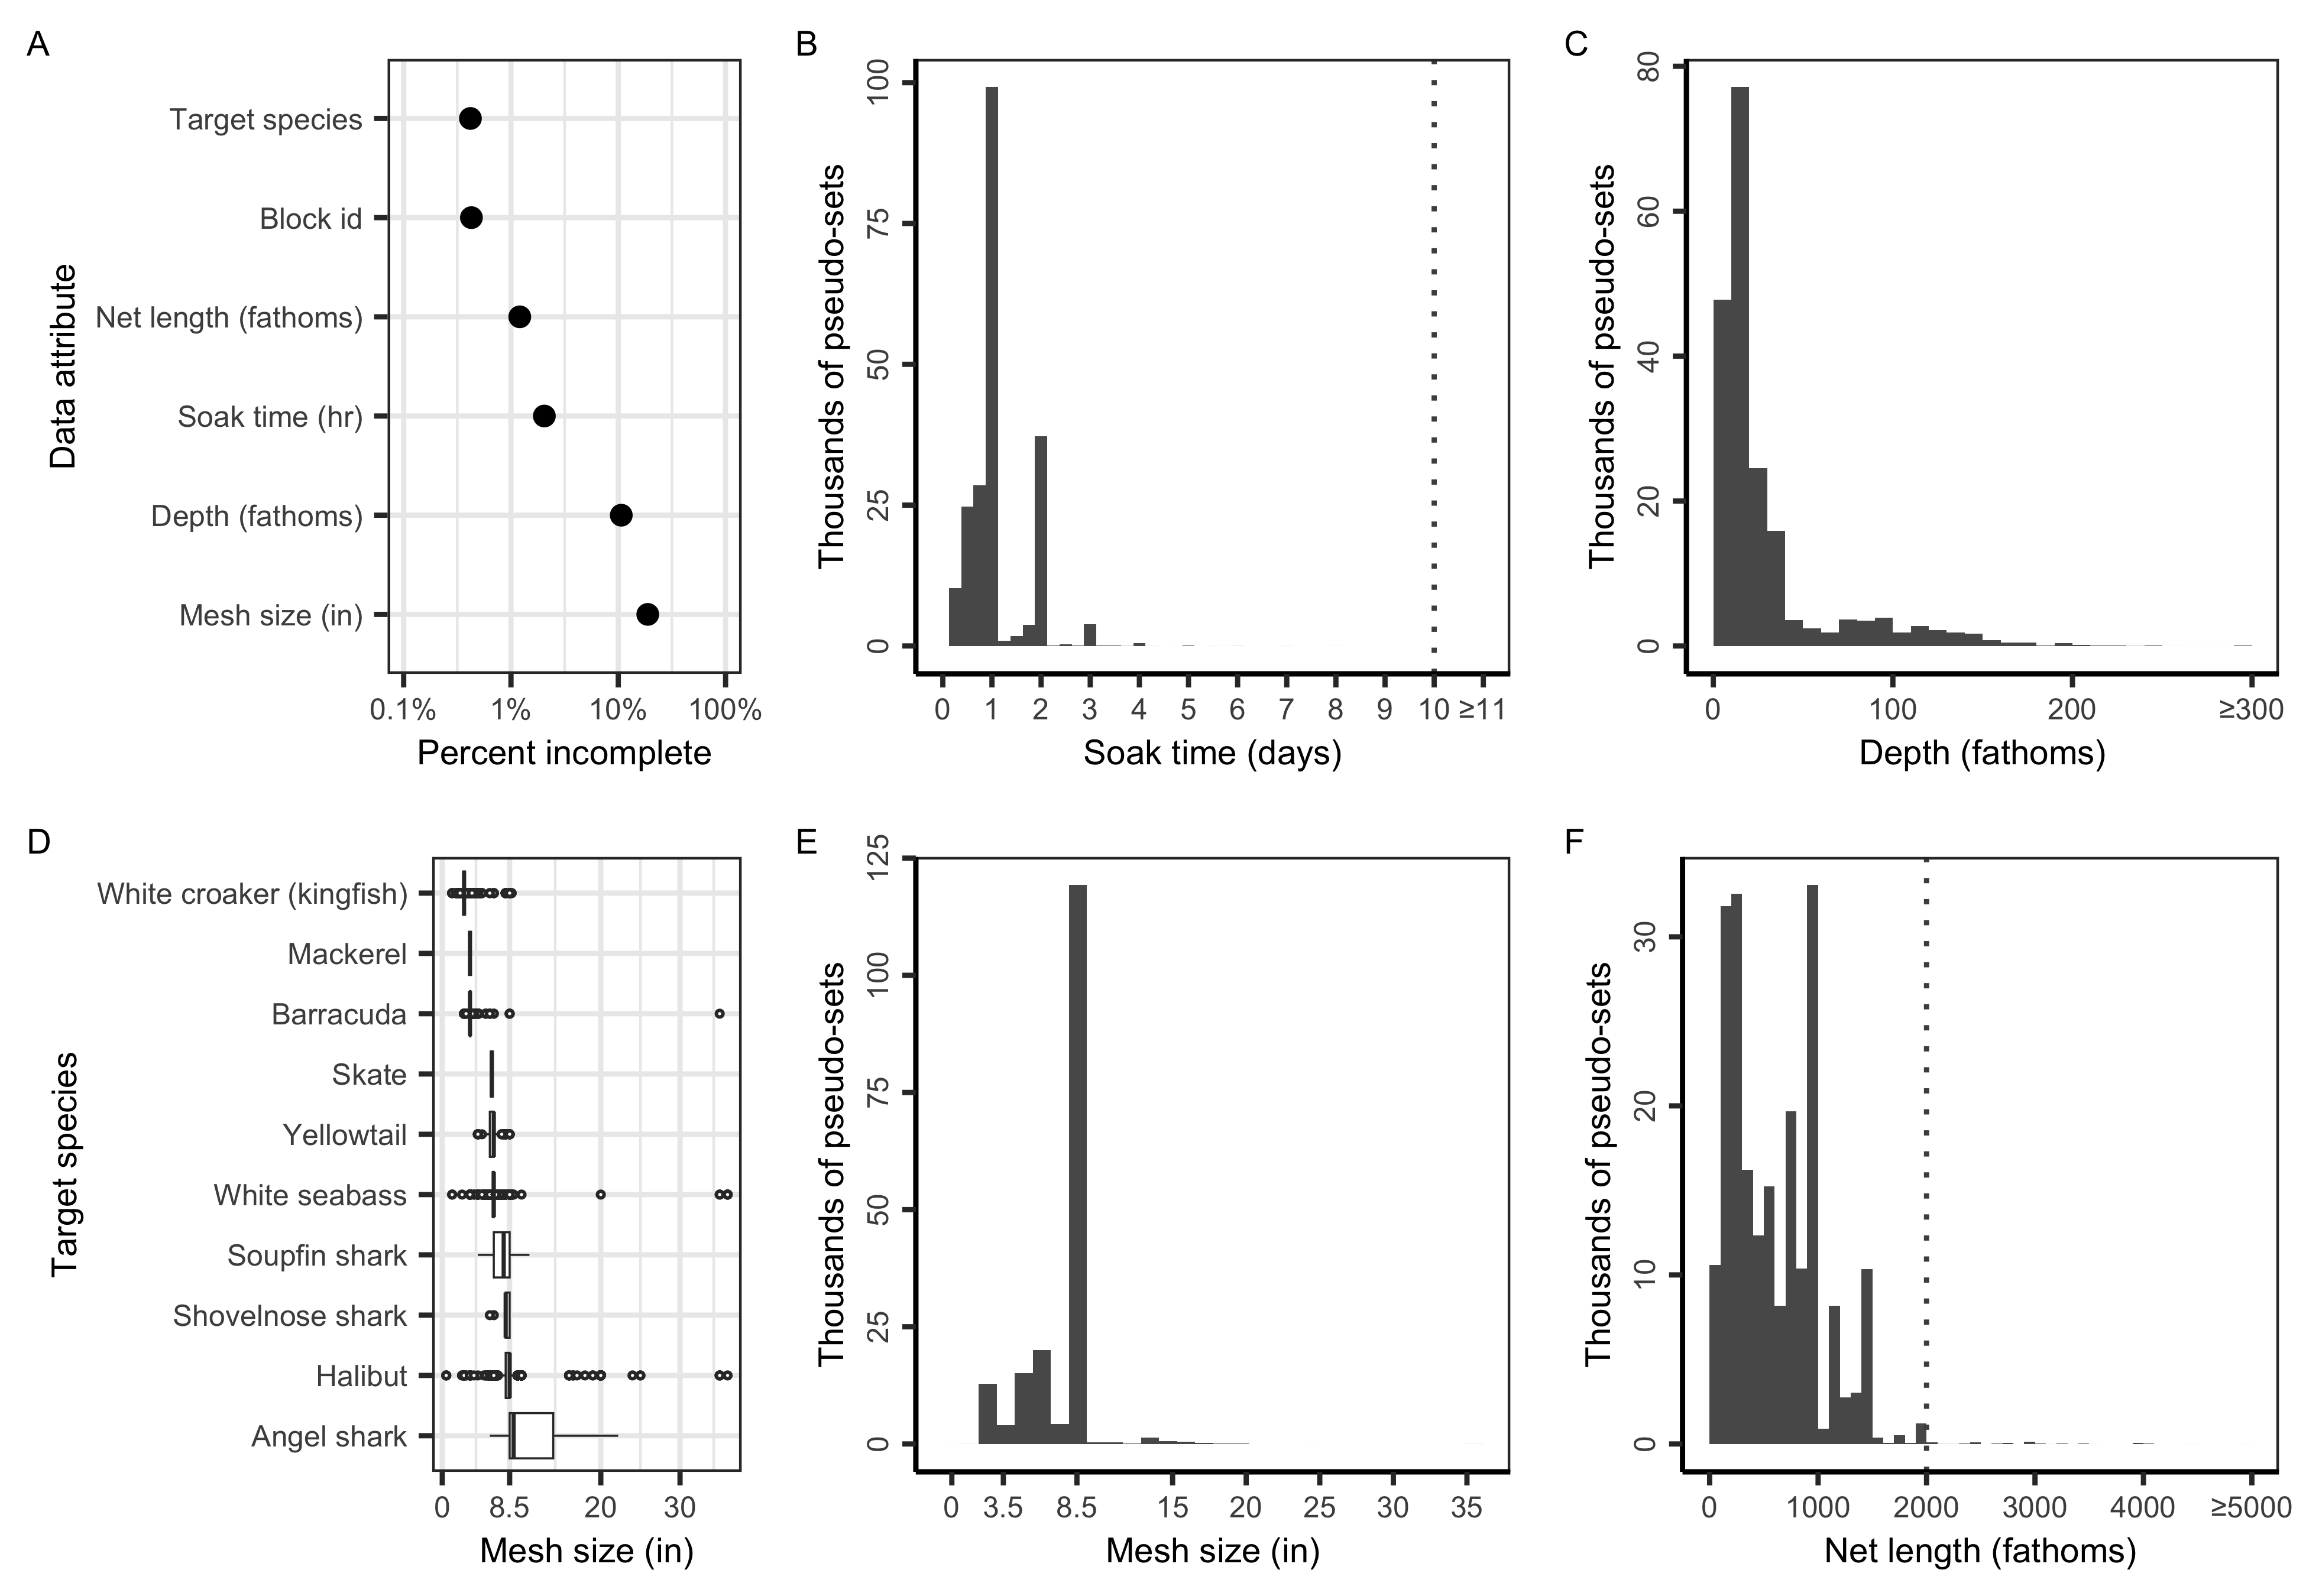 A
Data attribute
Target species
Block id
Net length (fathoms)
Soak time (hr)
Depth (fathoms)
Mesh size (in)
0.1% 1% 10% 100%
Percent incomplete
B
Thousands of pseudo-sets
100
75
50
25
0
0 1 2 3 4 5 6 7 8 9 10 ≥11
Soak time (days)
C
Thousands of pseudo-sets
80
60
40
20
0
0 100 200 ≥300
Depth (fathoms)
D
Target species
White croaker (kingfish)
Mackerel
Barracuda
Skate
Yellowtail
White seabass
Soupfin shark
Shovelnose shark
Halibut
Angel shark
0 8.5 20 30
Mesh size (in)
E
Thousands of pseudo-sets
125
100
75
50
25
0
0 3.5 8.5 15 20 25 30 35
Mesh size (in)
F
Thousands of pseudo-sets
30
20
10
0
0 1000 2000 3000 4000 ≥5000
Net length (fathoms)